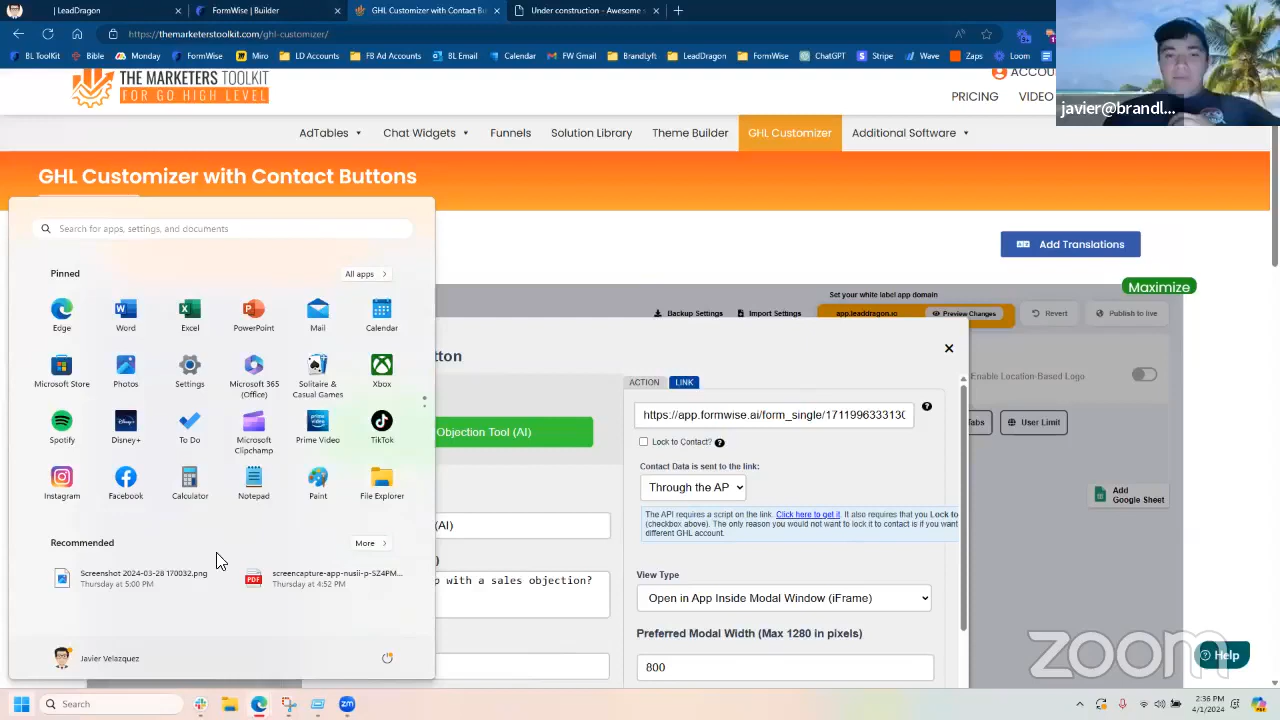 | LeadDragon
FormWise | Builder
GHL Customizer with Contact Buttons
Under construction - Awesome s
https://themarketerstoolkit.com/ghl-customizer/
BL ToolKit
Bible
Monday
FormWise
Miro
LD Accounts
FB Ad Accounts
BL Email
Calendar
FW Gmail
Brandlyft
LeadDragon
FormWise
ChatGPT
Stripe
Wave
Zaps
Loom
javier@brandl...
THE MARKETERS TOOLKIT
FOR GO HIGH LEVEL
ACCOU
PRICING
VIDEO
AdTables
Chat Widgets
Funnels
Solution Library
Theme Builder
GHL Customizer
Additional Software
GHL Customizer with Contact Buttons
Add Translations
Maximize
Set your white label app domain
Backup Settings
Import Settings
app.leaddragon.io
Preview Changes
Revert
Publish to live
Enable Location-Based Logo
Tabs
User Limit
Add
Google Sheet
tton
ACTION
LINK
https://app.formwise.ai/form_single/1711996333130
Lock to Contact?
Contact Data is sent to the link:
Through the AP
The API requires a script on the link. Click here to get it. It also requires that you Lock to
(checkbox above). The only reason you would not want to lock it to contact is if you want
different GHL account.
View Type
Open in App Inside Modal Window (iFrame)
Preferred Modal Width (Max 1280 in pixels)
800
Objection Tool (AI)
(AI)
)
p with a sales objection?
Search for apps, settings, and documents
Pinned
All apps
Edge
Word
Excel
PowerPoint
Mail
Calendar
Microsoft Store
Photos
Settings
Microsoft 365
(Office)
Solitaire &
Casual Games
Xbox
Spotify
Disney+
To Do
Microsoft
Clipchamp
Prime Video
TikTok
Instagram
Facebook
Calculator
Notepad
Paint
File Explorer
Recommended
More
Screenshot 2024-03-28 170032.png
Thursday at 5:00 PM
screencapture-app-nusii-p-SZ4PM...
Thursday at 4:52 PM
Javier Velazquez
zoom
Help
Search
2:36 PM
4/1/2024